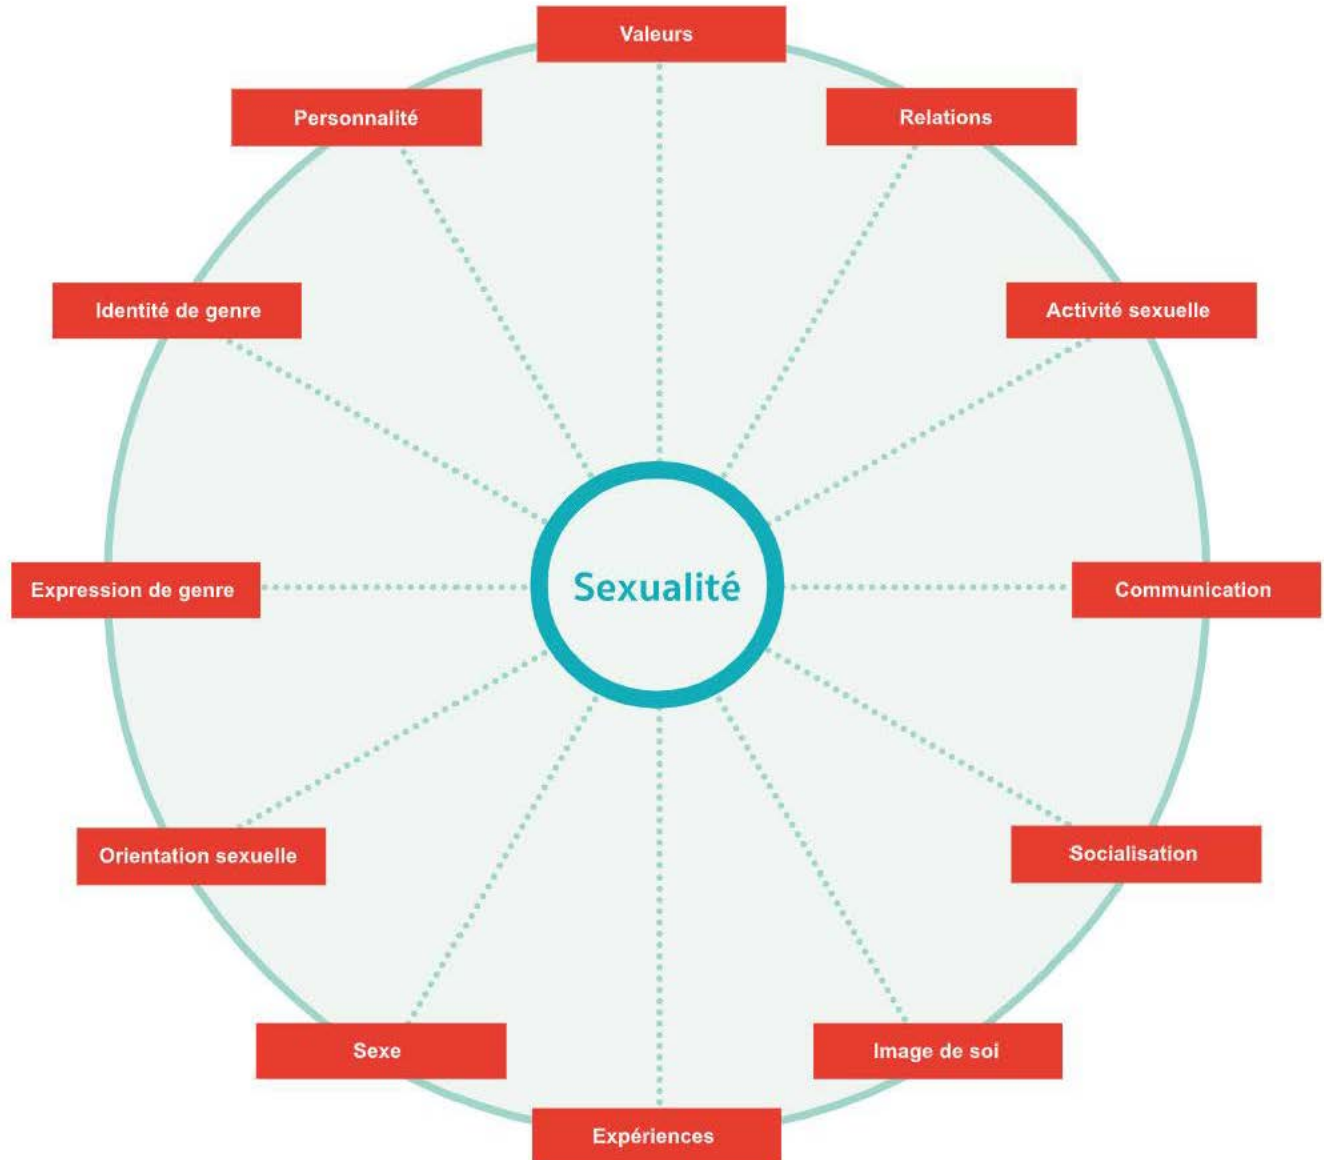 Valeurs
Personnalité
Relations
Identité de genre
Activité sexuelle
Sexualité
Expression de genre
Communication
Orientation sexuelle
Socialisation
Sexe
Image de soi
Expériences